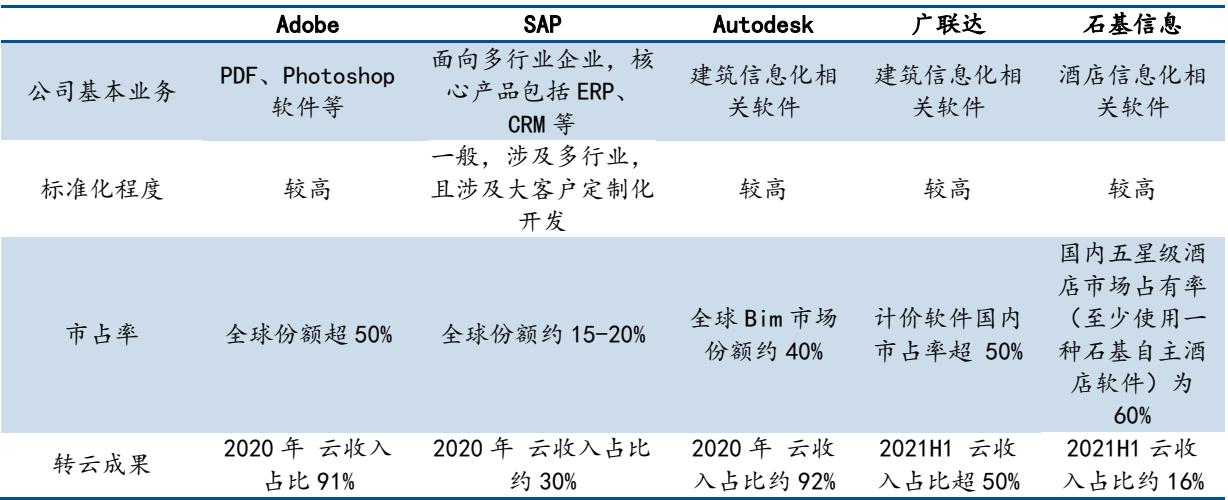 Adobe SAP Autodesk 广联达 石基信息
公司基本业务
PDF、Photoshop
软件等
面向多行业企业，核
心产品包括 ERP、
CRM 等
建筑信息化相
关软件
建筑信息化相
关软件
酒店信息化相
关软件
标准化程度
较高
一般，涉及多行业，
且涉及大客户定制化
开发
较高
较高
较高
市占率
全球份额超 50%
全球份额约 15-20%
全球 Bim 市场
份额约 40%
计价软件国内
市占率超 50%
国内五星级酒
店市场占有率
（至少使用一
种石基自主酒
店软件）为
60%
转云成果
2020 年 云收入
占比 91%
2020 年 云收入占比
约 30%
2020 年 云收
入占比约 92%
2021H1 云收
入占比超 50%
2021H1 云收
入占比约 16%